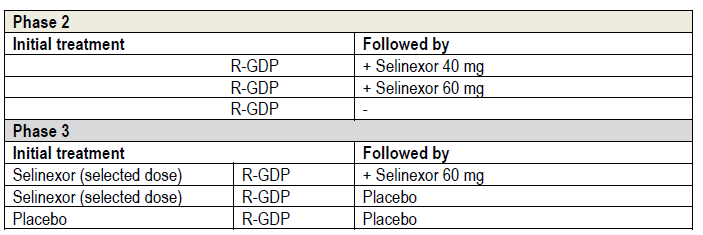 Phase 2
Initial treatment Followed by
R-GDP + Selinexor 40 mg
R-GDP + Selinexor 60 mg
R-GDP -
Phase 3
Initial treatment Followed by
Selinexor (selected dose) R-GDP + Selinexor 60 mg
Selinexor (selected dose) R-GDP Placebo
Placebo R-GDP Placebo